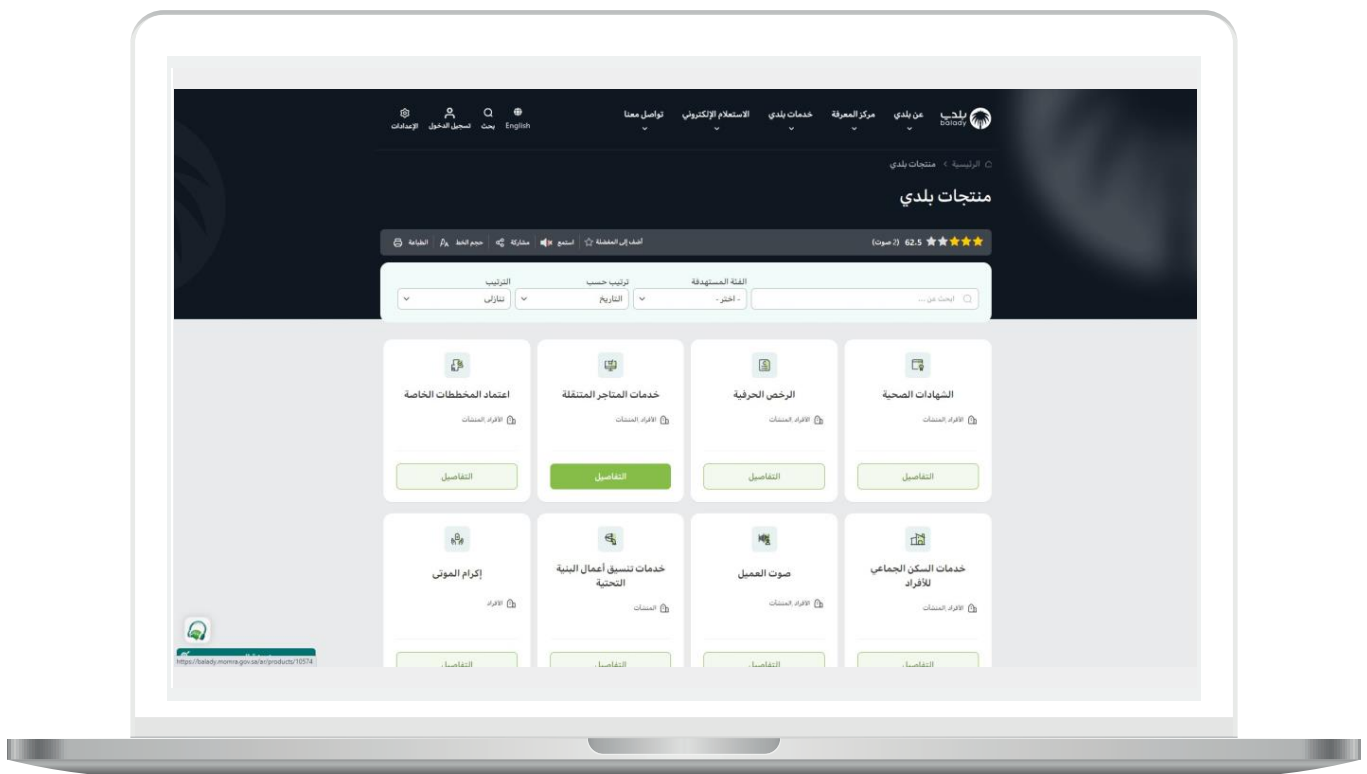 بلدي
balady
عن بلدي
مركز المعرفة
خدمات بلدي
الاستعلام الإلكتروني
تواصل معنا
English
بحث
تسجيل الدخول
الإعدادات
الرئيسية > منتجات بلدي
منتجات بلدي
62.5 (2 صوت)
أضف إلى المفضلة
استمع
مشاركة
حجم الخط
الطباعة
الفئة المستهدفة
ترتيب حسب
الترتيب
ابحث عن ...
- اختر -
التاريخ
تنازلي
الشهادات الصحية
الرخص الحرفية
خدمات المتاجر المتنقلة
اعتماد المخططات الخاصة
الأفراد, المنشآت
الأفراد, المنشآت
الأفراد, المنشآت
الأفراد, المنشآت
التفاصيل
التفاصيل
التفاصيل
التفاصيل
خدمات السكن الجماعي
للأفراد
صوت العميل
خدمات تنسيق أعمال البنية
التحتية
إكرام الموتى
الأفراد, المنشآت
الأفراد, المنشآت
المنشآت
الأفراد
التفاصيل
التفاصيل
التفاصيل
التفاصيل
https://balady.momra.gov.sa/ar/products/10574